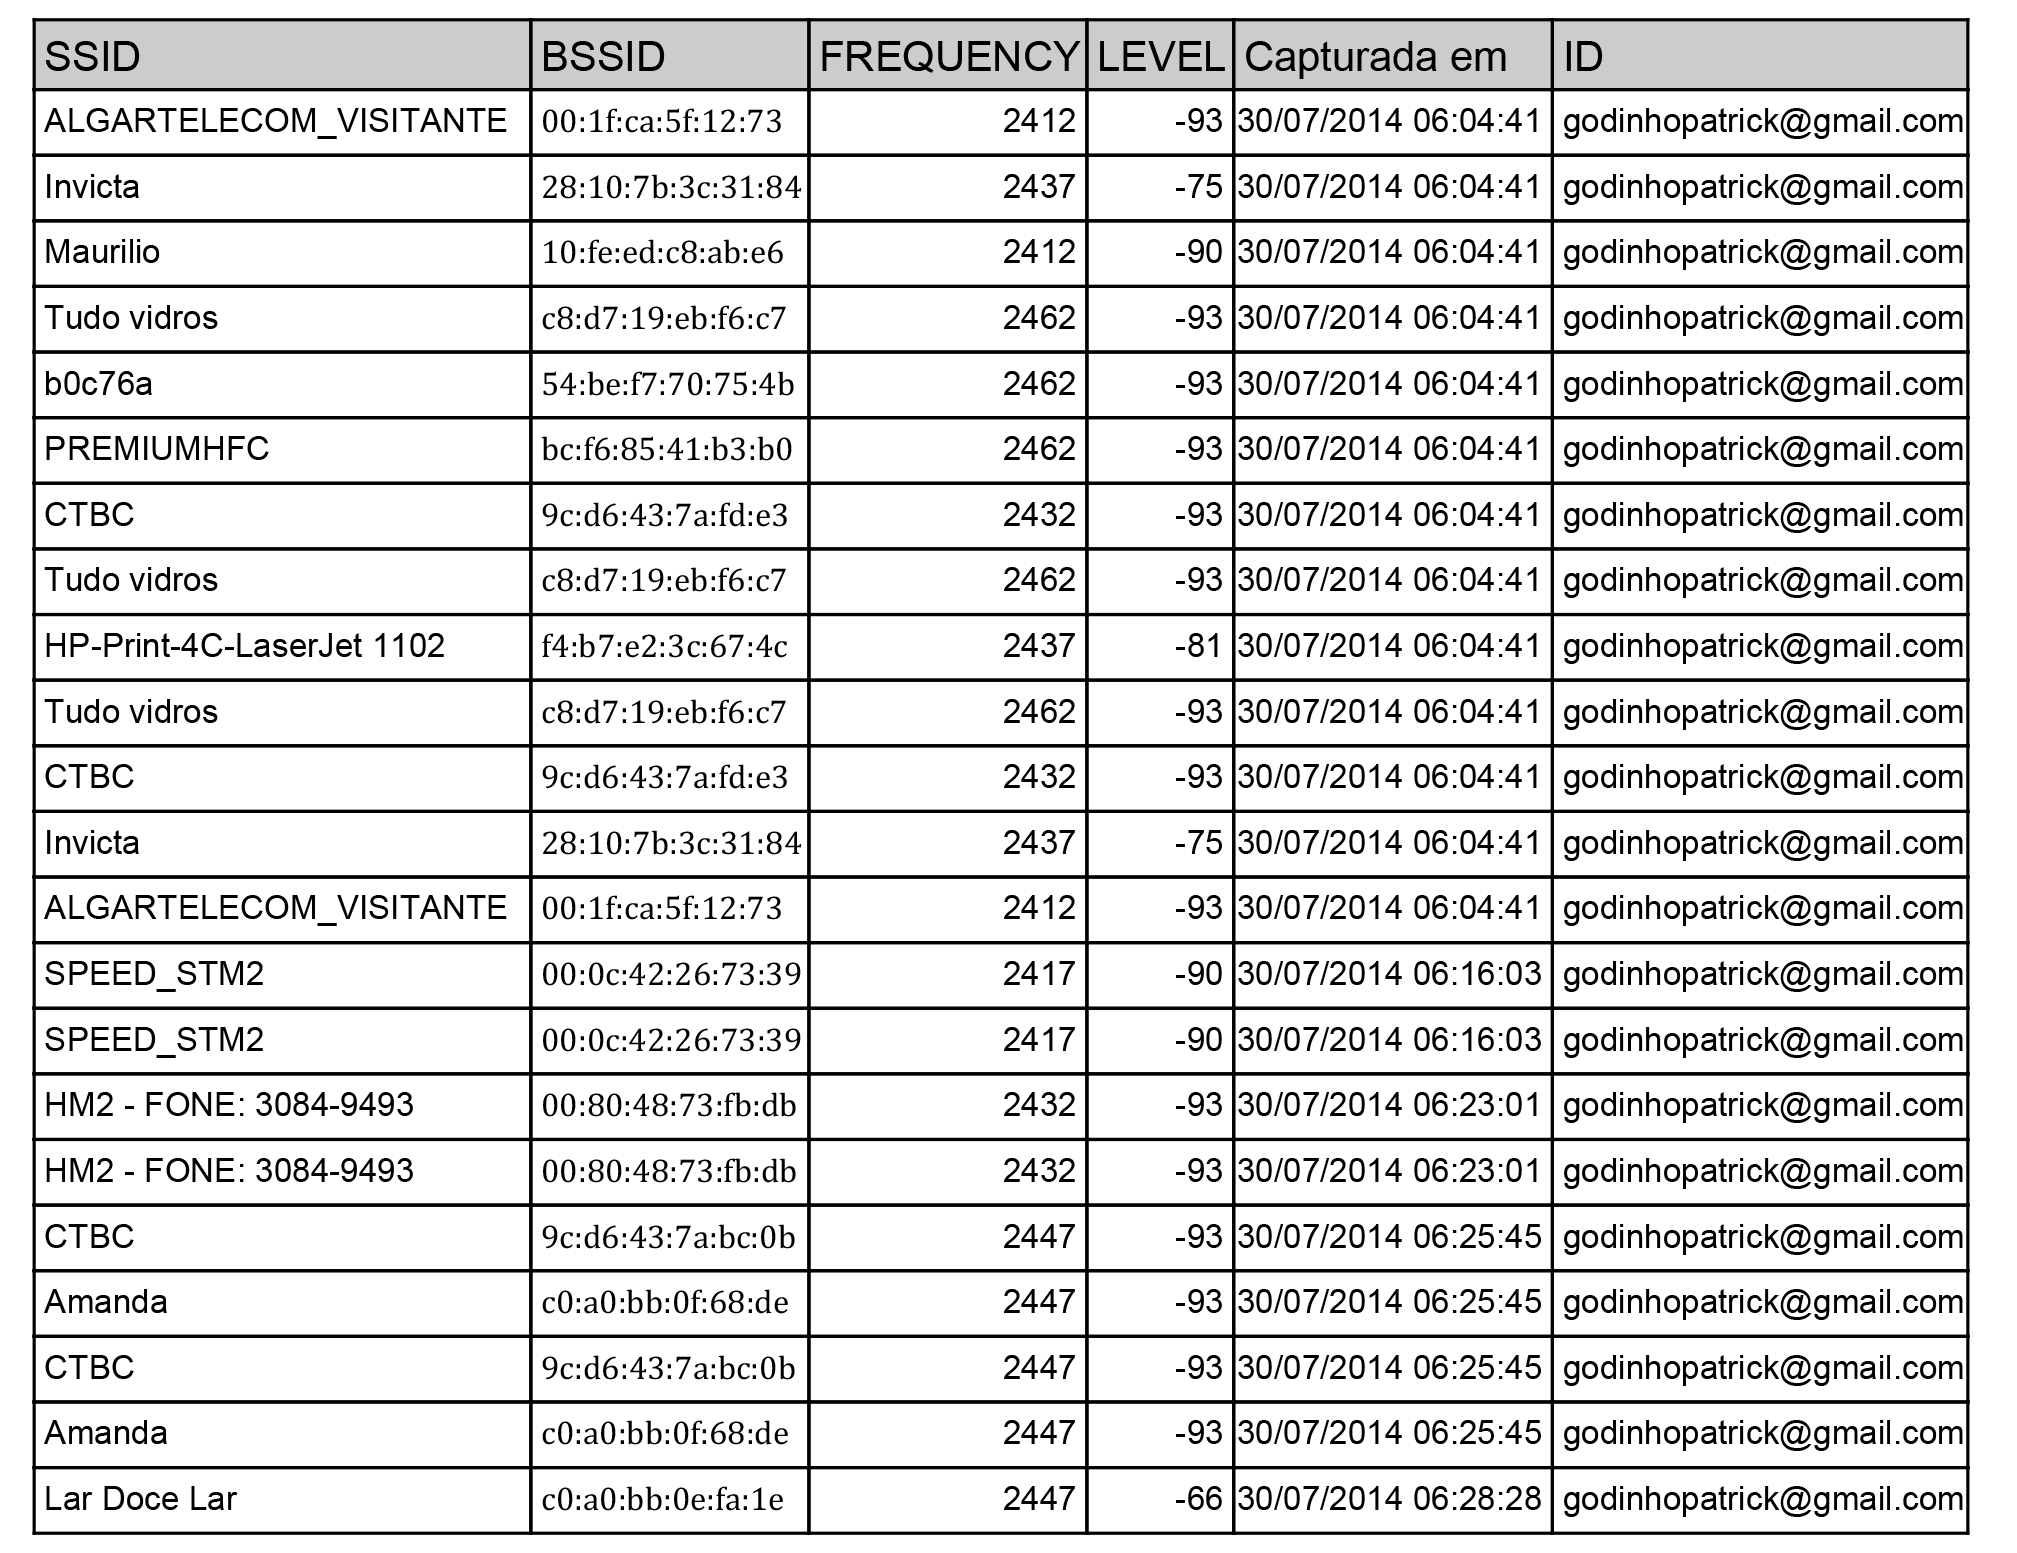 SSID BSSID FREQUENCY LEVEL Capturada em ID
ALGARTELECOM_VISITANTE 00:1f:ca:5f:12:73 2412 -93 30/07/2014 06:04:41 godinhopatrick@gmail.com
Invicta 28:10:7b:3c:31:84 2437 -75 30/07/2014 06:04:41 godinhopatrick@gmail.com
Maurilio 10:fe:ed:c8:ab:e6 2412 -90 30/07/2014 06:04:41 godinhopatrick@gmail.com
Tudo vidros c8:d7:19:eb:f6:c7 2462 -93 30/07/2014 06:04:41 godinhopatrick@gmail.com
b0c76a 54:be:f7:70:75:4b 2462 -93 30/07/2014 06:04:41 godinhopatrick@gmail.com
PREMIUMHFC bc:f6:85:41:b3:b0 2462 -93 30/07/2014 06:04:41 godinhopatrick@gmail.com
CTBC 9c:d6:43:7a:fd:e3 2432 -93 30/07/2014 06:04:41 godinhopatrick@gmail.com
Tudo vidros c8:d7:19:eb:f6:c7 2462 -93 30/07/2014 06:04:41 godinhopatrick@gmail.com
HP-Print-4C-LaserJet 1102 f4:b7:e2:3c:67:4c 2437 -81 30/07/2014 06:04:41 godinhopatrick@gmail.com
Tudo vidros c8:d7:19:eb:f6:c7 2462 -93 30/07/2014 06:04:41 godinhopatrick@gmail.com
CTBC 9c:d6:43:7a:fd:e3 2432 -93 30/07/2014 06:04:41 godinhopatrick@gmail.com
Invicta 28:10:7b:3c:31:84 2437 -75 30/07/2014 06:04:41 godinhopatrick@gmail.com
ALGARTELECOM_VISITANTE 00:1f:ca:5f:12:73 2412 -93 30/07/2014 06:04:41 godinhopatrick@gmail.com
SPEED_STM2 00:0c:42:26:73:39 2417 -90 30/07/2014 06:16:03 godinhopatrick@gmail.com
SPEED_STM2 00:0c:42:26:73:39 2417 -90 30/07/2014 06:16:03 godinhopatrick@gmail.com
HM2 - FONE: 3084-9493 00:80:48:73:fb:db 2432 -93 30/07/2014 06:23:01 godinhopatrick@gmail.com
HM2 - FONE: 3084-9493 00:80:48:73:fb:db 2432 -93 30/07/2014 06:23:01 godinhopatrick@gmail.com
CTBC 9c:d6:43:7a:bc:0b 2447 -93 30/07/2014 06:25:45 godinhopatrick@gmail.com
Amanda c0:a0:bb:0f:68:de 2447 -93 30/07/2014 06:25:45 godinhopatrick@gmail.com
CTBC 9c:d6:43:7a:bc:0b 2447 -93 30/07/2014 06:25:45 godinhopatrick@gmail.com
Amanda c0:a0:bb:0f:68:de 2447 -93 30/07/2014 06:25:45 godinhopatrick@gmail.com
Lar Doce Lar c0:a0:bb:0e:fa:1e 2447 -66 30/07/2014 06:28:28 godinhopatrick@gmail.com